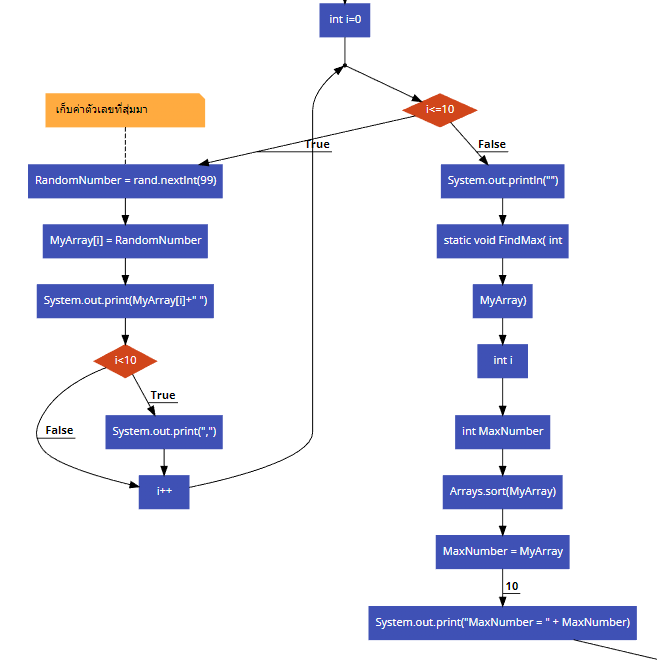 int i=0
i<=10
เก็บค่าตัวเลขที่สุ่มมา
True
False
RandomNumber = rand.nextInt(99)
System.out.println("")
MyArray[i] = RandomNumber
static void FindMax( int
System.out.print(MyArray[i]+" ")
MyArray)
i<10
int i
True
False
System.out.print(",")
int MaxNumber
i++
Arrays.sort(MyArray)
MaxNumber = MyArray
10
System.out.print("MaxNumber = " + MaxNumber)